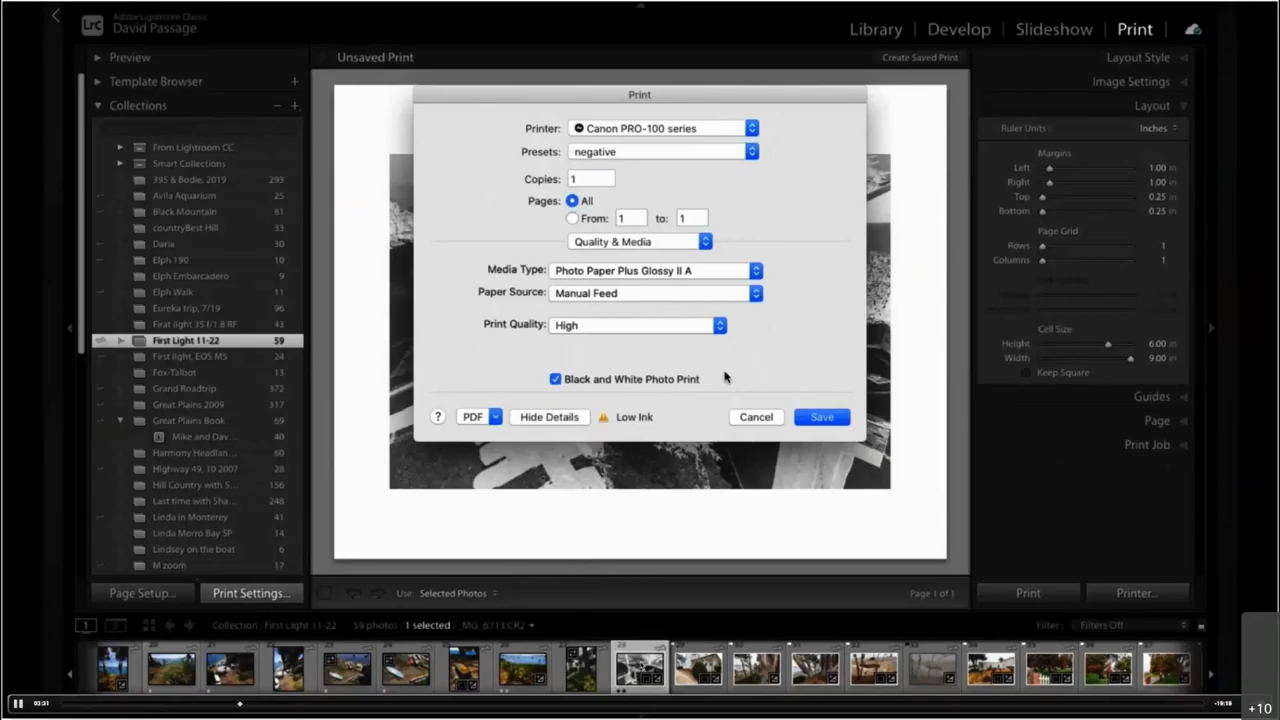 Adobe Lightroom Classic
Lrc
David Passage
Library | Develop | Slideshow | Print |
Preview
Template Browser +
Collections − +
Unsaved Print
Create Saved Print
Layout Style
Image Settings
Layout
From Lightroom CC
Smart Collections
395 & Bodie, 2019 293
Avila Aquarium 25
Black Mountain 61
countryBest Hill 33
Daria 30
Elph 190 10
Elph Embarcadero 9
Elph Walk 11
Eureka trip, 7/19 96
First light 35 f/1.8 RF 43
First Light 11-22 59
First light, EOS M5 24
Fox-Talbot 13
Grand Roadtrip 372
Great Plains 2009 317
Great Plains Book 69
Mike and Dav... 40
Harmony Headlan... 60
Highway 49, 10 2007 28
Hill Country with S... 156
Last time with Sha... 248
Linda in Monterey 41
Linda Morro Bay SP 14
Lindsey on the boat 6
M zoom 17
Print
Printer: Canon PRO-100 series
Presets: negative
Copies: 1
Pages: All
From: 1 to: 1
Quality & Media
Media Type: Photo Paper Plus Glossy II A
Paper Source: Manual Feed
Print Quality: High
Black and White Photo Print
? PDF Hide Details Low Ink Cancel Save
Ruler Units : Inches
Margins
Left 1.00 in
Right 1.00 in
Top 0.25 in
Bottom 0.25 in
Page Grid
Rows 1
Columns 1
Cell Size
Height 6.00 in
Width 9.00 in
Keep Square
Guides
Page
Print Job
Page Setup... Print Settings...
Use: Selected Photos
Page 1 of 1
Print Printer...
1 2 Collection : First Light 11-22 59 photos / 1 selected / _MG_6713.CR2
Filter : Filters Off
03:31
-19:18
+10